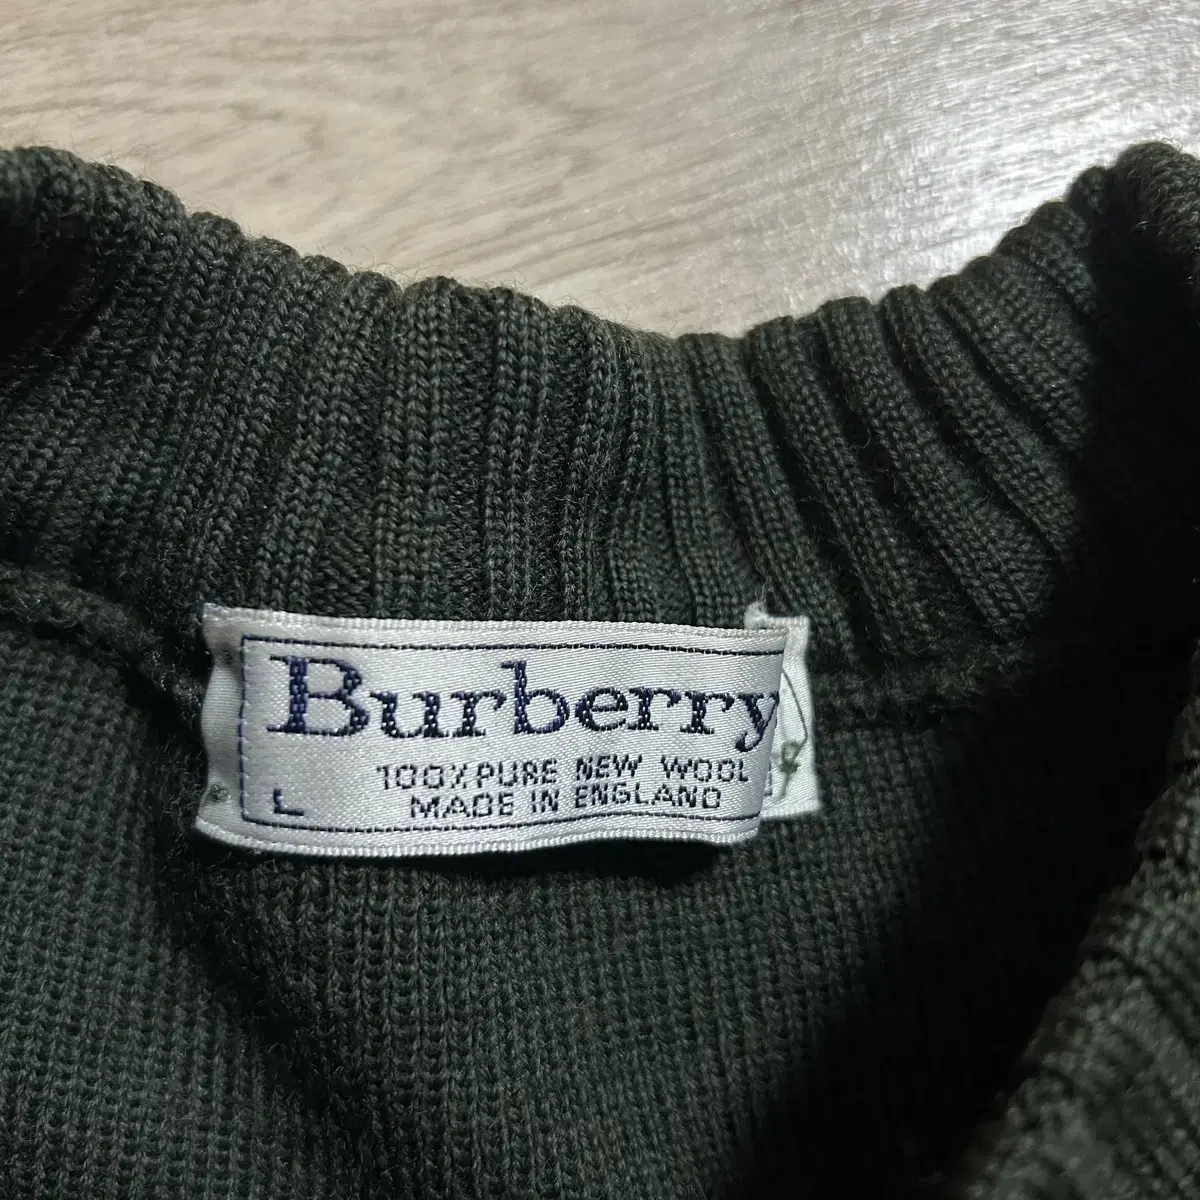 Burberry
100% PURE NEW WOOL
L MADE IN ENGLAND